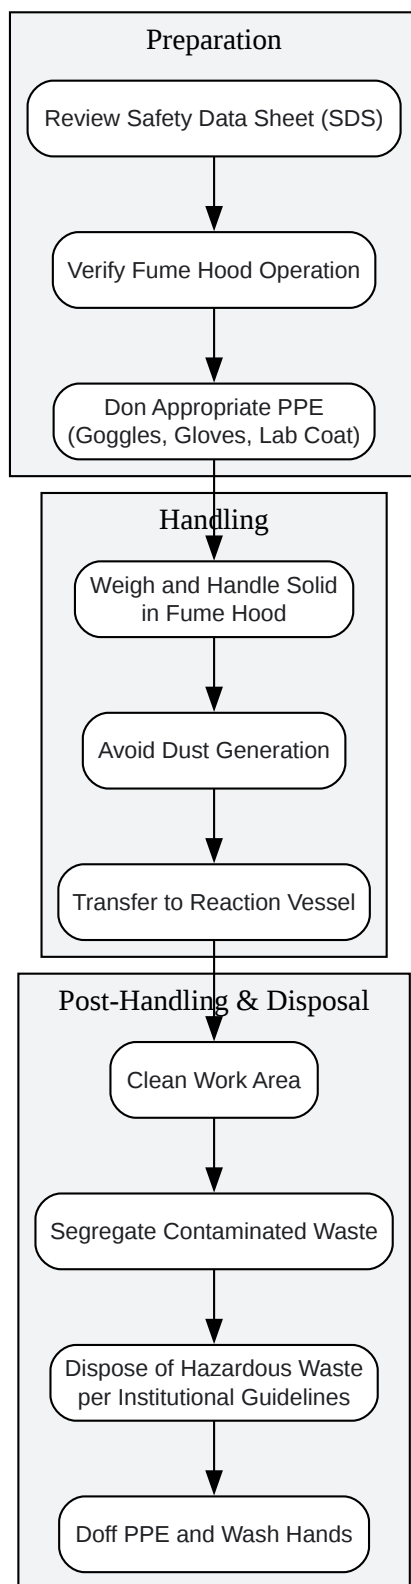 Preparation
Review Safety Data Sheet (SDS)
Verify Fume Hood Operation
Don Appropriate PPE
(Goggles, Gloves, Lab Coat)
Handling
Weigh and Handle Solid
in Fume Hood
Avoid Dust Generation
Transfer to Reaction Vessel
Post-Handling & Disposal
Clean Work Area
Segregate Contaminated Waste
Dispose of Hazardous Waste
per Institutional Guidelines
Doff PPE and Wash Hands